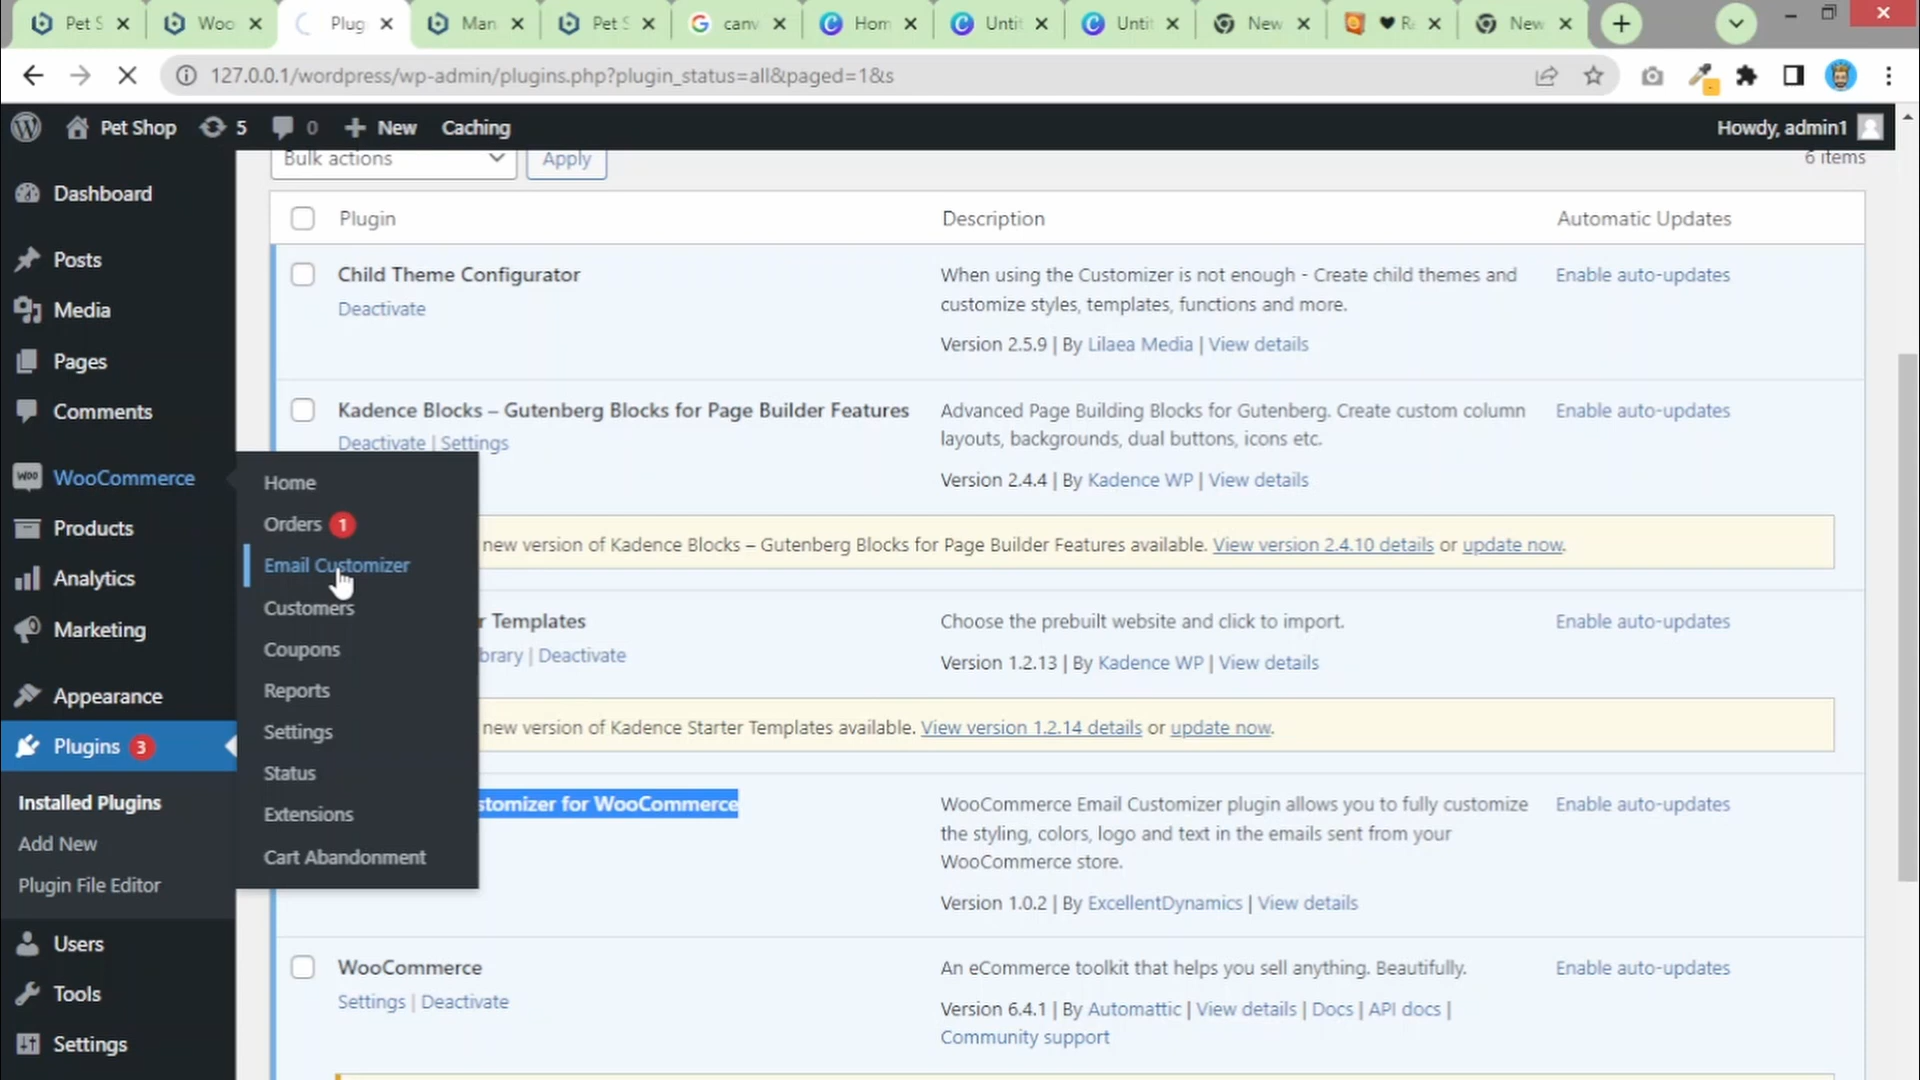 Pet S
Woo
Plug
Man
Pet S
canv
Hom
Untit
Untit
New
Re
New
127.0.0.1/wordpress/wp-admin/plugins.php?plugin_status=all&paged=1&s
Pet Shop
5
0
New
Caching
Howdy, admin1
Dashboard
Posts
Media
Pages
Comments
WooCommerce
Products
Analytics
Marketing
Appearance
Plugins 3
Installed Plugins
Add New
Plugin File Editor
Users
Tools
Settings
Home
Orders 1
Email Customizer
Customers
Coupons
Reports
Settings
Status
Extensions
Cart Abandonment
Bulk actions
Apply
6 items
Plugin
Description
Automatic Updates
Child Theme Configurator
Deactivate
When using the Customizer is not enough - Create child themes and
customize styles, templates, functions and more.
Version 2.5.9 | By Lilaea Media | View details
Enable auto-updates
Kadence Blocks – Gutenberg Blocks for Page Builder Features
Deactivate | Settings
Advanced Page Building Blocks for Gutenberg. Create custom column
layouts, backgrounds, dual buttons, icons etc.
Version 2.4.4 | By Kadence WP | View details
Enable auto-updates
new version of Kadence Blocks – Gutenberg Blocks for Page Builder Features available. View version 2.4.10 details or update now.
r Templates
brary | Deactivate
Choose the prebuilt website and click to import.
Version 1.2.13 | By Kadence WP | View details
Enable auto-updates
new version of Kadence Starter Templates available. View version 1.2.14 details or update now.
stomizer for WooCommerce
WooCommerce Email Customizer plugin allows you to fully customize
the styling, colors, logo and text in the emails sent from your
WooCommerce store.
Version 1.0.2 | By ExcellentDynamics | View details
Enable auto-updates
WooCommerce
Settings | Deactivate
An eCommerce toolkit that helps you sell anything. Beautifully.
Version 6.4.1 | By Automattic | View details | Docs | API docs |
Community support
Enable auto-updates